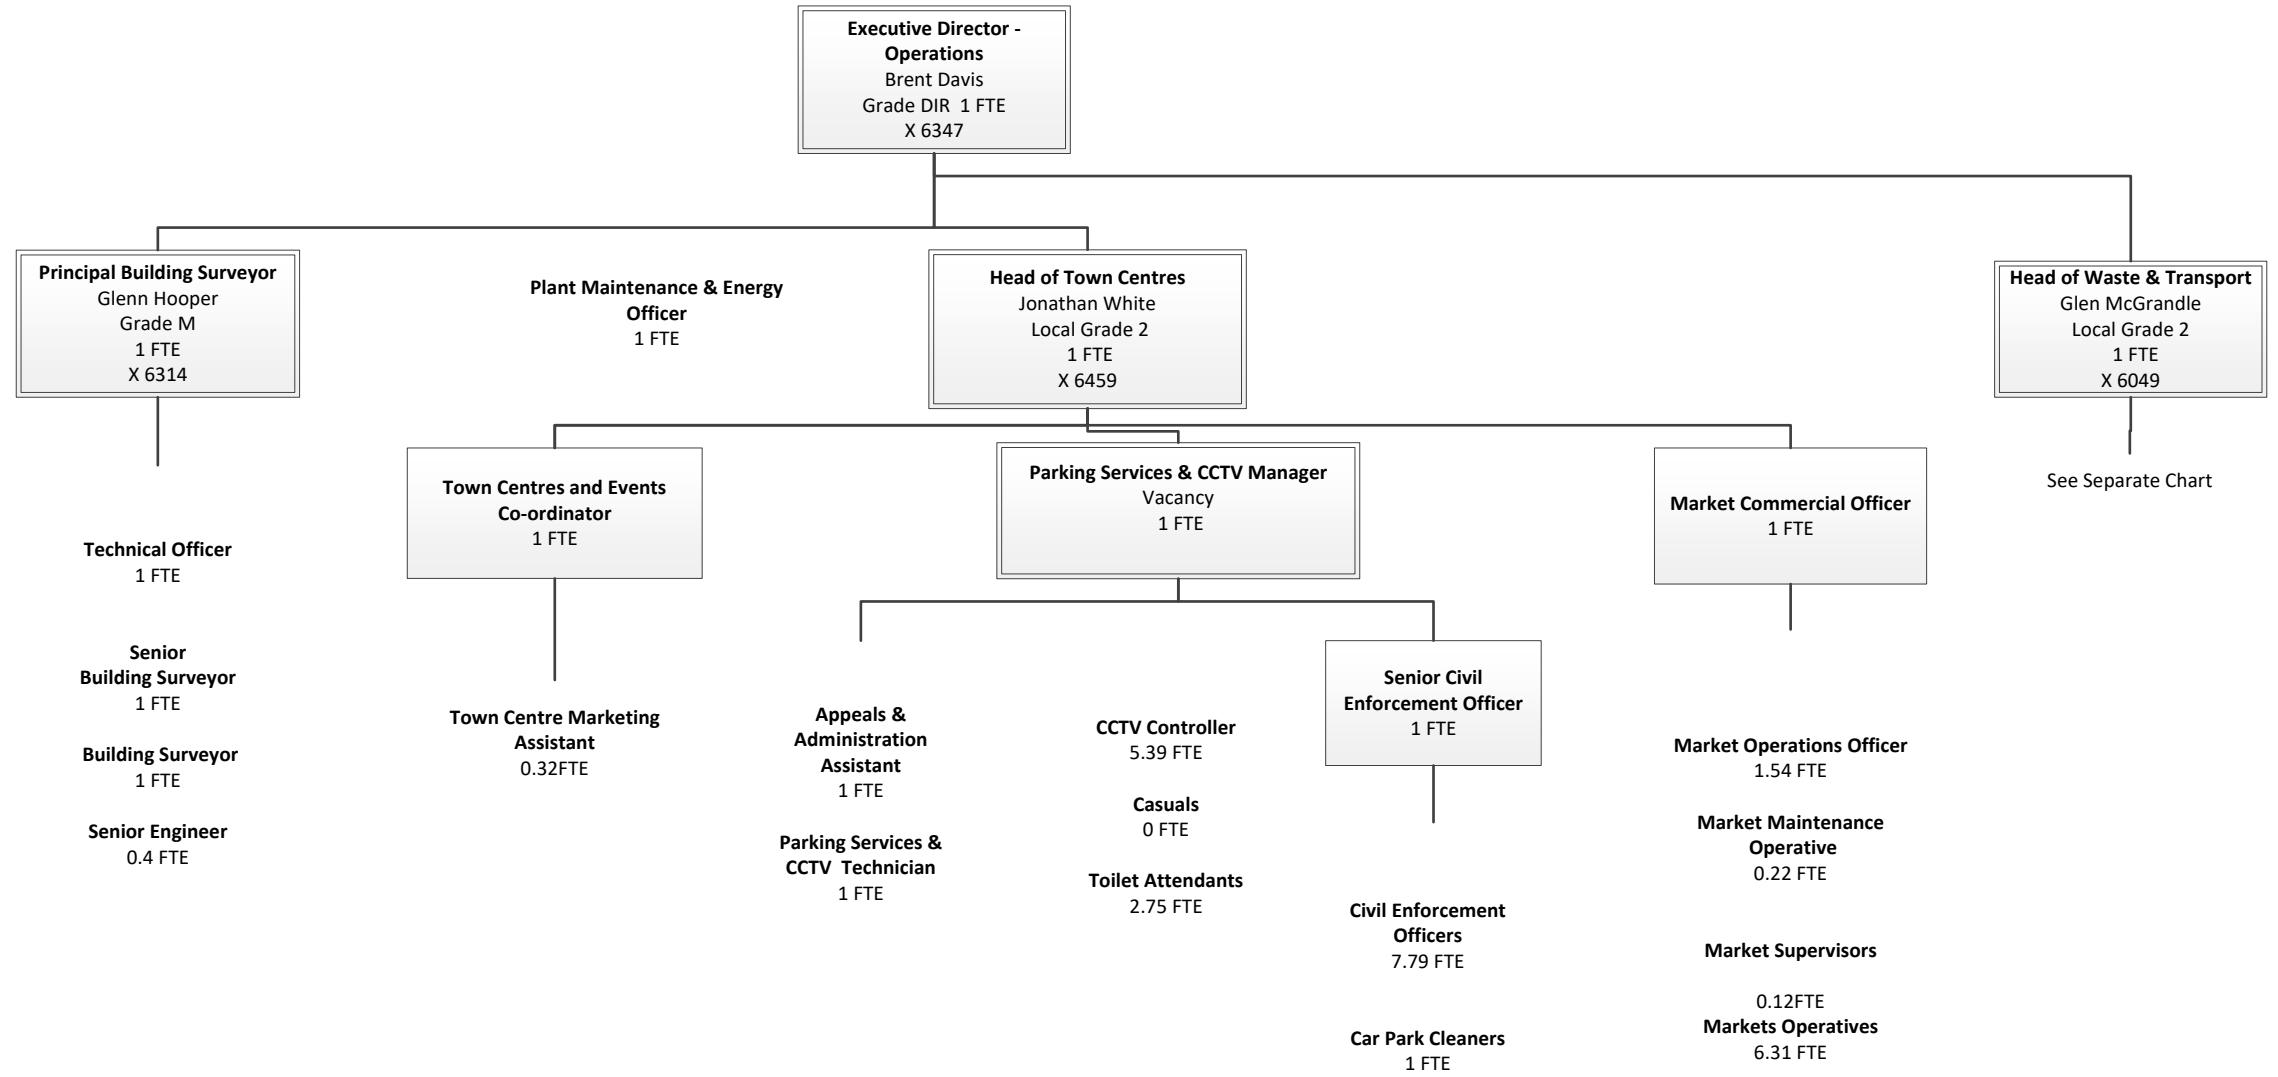 Executive Director -
Operations
Brent Davis
Grade DIR  1 FTE
X 6347
Principal Building Surveyor
Glenn Hooper
Grade M
1 FTE
X 6314
Plant Maintenance & Energy
Officer
1 FTE
Head of Town Centres
Jonathan White
Local Grade 2
1 FTE
X 6459
Head of Waste & Transport
Glen McGrandle
Local Grade 2
1 FTE
X 6049
See Separate Chart
Town Centres and Events
Co-ordinator
1 FTE
Parking Services & CCTV Manager
Vacancy
1 FTE
Market Commercial Officer
1 FTE
Technical Officer
1 FTE
Senior
Building Surveyor
1 FTE
Building Surveyor
1 FTE
Senior Engineer
0.4 FTE
Town Centre Marketing
Assistant
0.32FTE
Appeals &
Administration
Assistant
1 FTE
Parking Services &
CCTV  Technician
1 FTE
CCTV Controller
5.39 FTE
Casuals
0 FTE
Toilet Attendants
2.75 FTE
Senior Civil
Enforcement Officer
1 FTE
Civil Enforcement
Officers
7.79 FTE
Car Park Cleaners
1 FTE
Market Operations Officer
1.54 FTE
Market Maintenance
Operative
0.22 FTE
Market Supervisors
0.12FTE
Markets Operatives
6.31 FTE